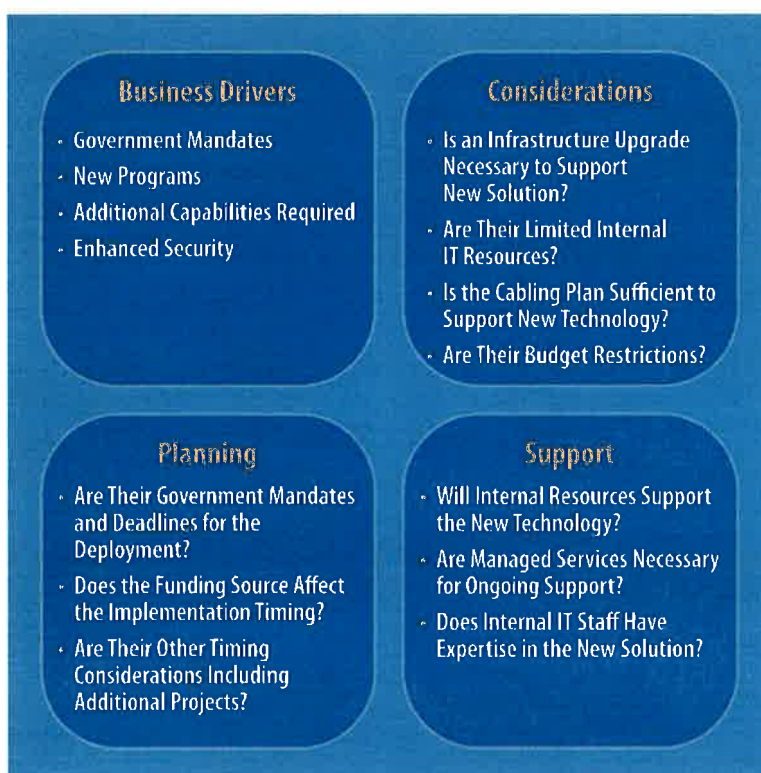 Business Drivers
- Government Mandates
- New Programs
- Additional Capabilities Required
- Enhanced Security
Considerations
- Is an Infrastructure Upgrade
Necessary to Support
New Solution?
- Are Their Limited Internal
IT Resources?
- Is the Cabling Plan Sufficient to
Support New Technology?
- Are Their Budget Restrictions?
Planning
- Are Their Government Mandates
and Deadlines for the
Deployment?
- Does the Funding Source Affect
the Implementation Timing?
- Are Their Other Timing
Considerations Including
Additional Projects?
Support
- Will Internal Resources Support
the New Technology?
- Are Managed Services Necessary
for Ongoing Support?
- Does Internal IT Staff Have
Expertise in the New Solution?